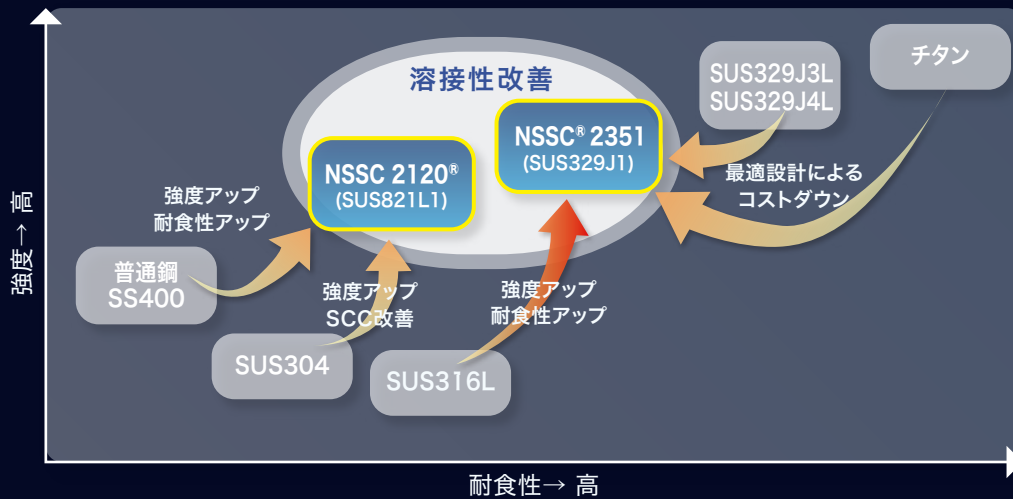 溶接性改善
NSSC 2120®
(SUS821L1)
NSSC® 2351
(SUS329J1)
SUS329J3L
SUS329J4L
チタン
最適設計による
コストダウン
強度アップ
耐食性アップ
普通鋼
SS400
強度アップ
SCC改善
SUS304
強度アップ
耐食性アップ
SUS316L
強度→ 高
耐食性→ 高